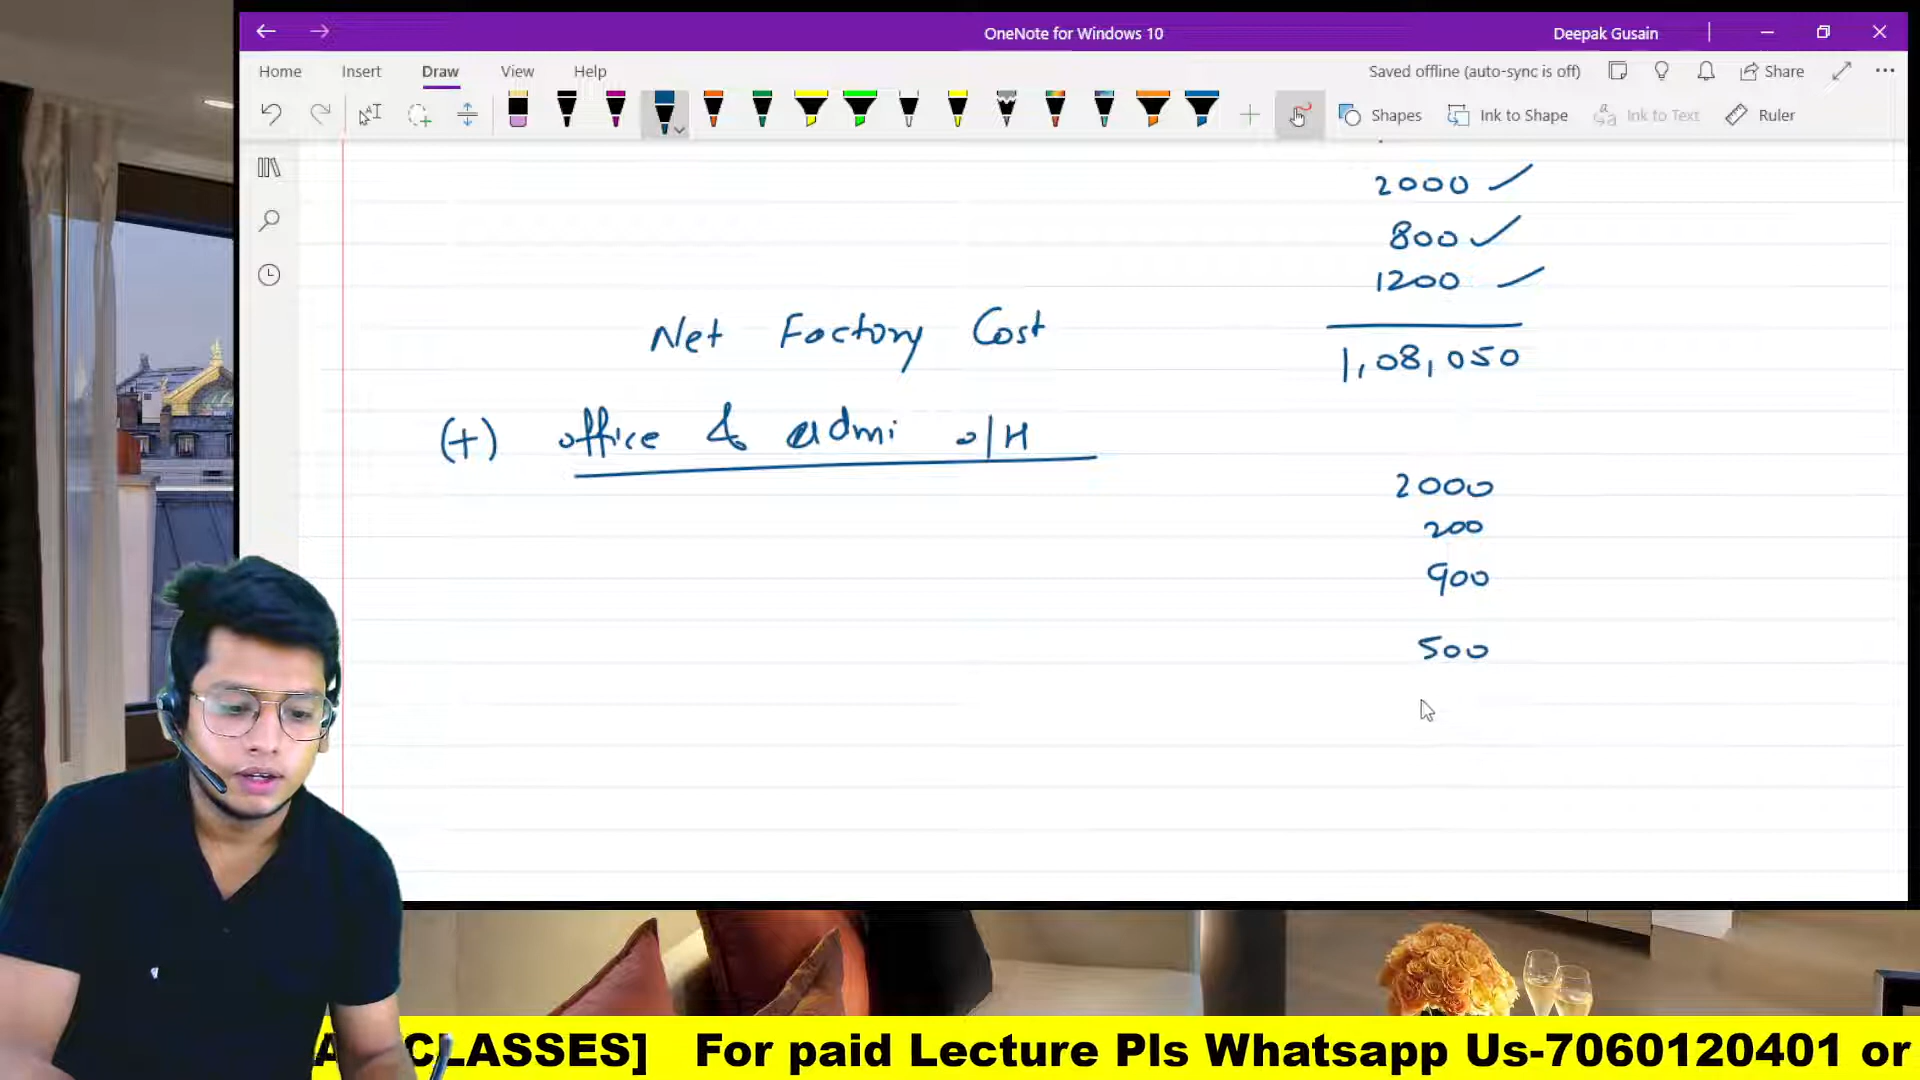 OneNote for Windows 10
Deepak Gusain
Home Insert Draw View Help
Saved offline (auto-sync is off) Share
Shapes Ink to Shape Ink to Text Ruler
2000
800
1200
Net Factory Cost 1,08,050
(+) office & admi o/H
2000
200
900
500
CLASSES] For paid Lecture Pls Whatsapp Us-7060120401 or